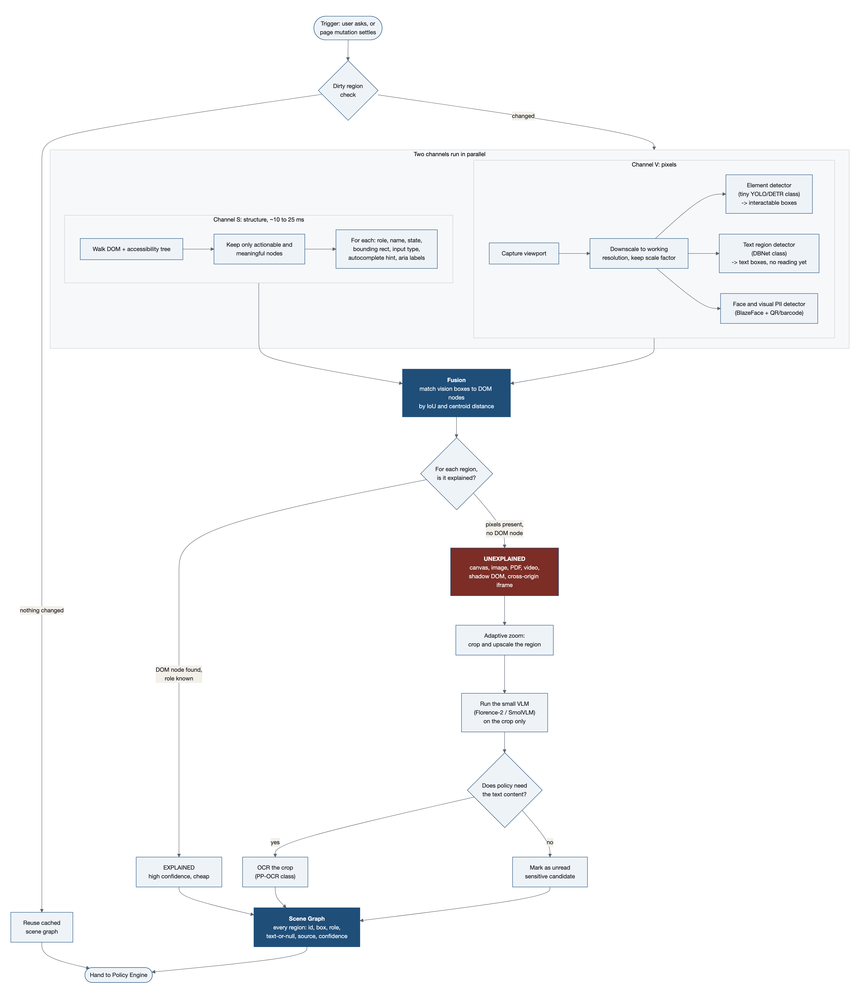 Trigger: user asks, or
page mutation settles
Dirty region
check
changed
Two channels run in parallel
Channel V: pixels
Element detector
(tiny YOLO/DETR class)
-> interactable boxes
Channel S: structure, ~10 to 25 ms
Walk DOM + accessibility tree
Keep only actionable and
meaningful nodes
For each: role, name, state,
bounding rect, input type,
autocomplete hint, aria labels
Capture viewport
Downscale to working
resolution, keep scale factor
Text region detector
(DBNet class)
-> text boxes, no reading yet
Face and visual PII detector
(BlazeFace + QR/barcode)
Fusion
match vision boxes to DOM
nodes
by IoU and centroid distance
For each region,
is it explained?
pixels present,
no DOM node
UNEXPLAINED
canvas, image, PDF, video,
shadow DOM, cross-origin
iframe
nothing changed
Adaptive zoom:
crop and upscale the region
DOM node found,
role known
Run the small VLM
(Florence-2 / SmolVLM)
on the crop only
Does policy need
the text content?
yes
no
EXPLAINED
high confidence, cheap
OCR the crop
(PP-OCR class)
Mark as unread
sensitive candidate
Reuse cached
scene graph
Scene Graph
every region: id, box, role,
text-or-null, source, confidence
Hand to Policy Engine